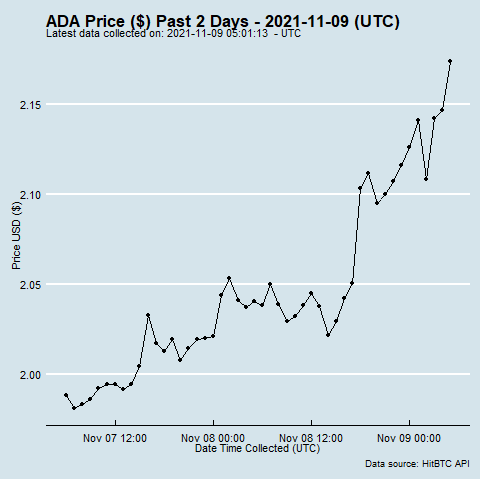 ADA Price ($) Past 2 Days - 2021-11-09 (UTC)
Latest data collected on: 2021-11-09 05:01:13  - UTC
2.15
2.10
2.05
2.00
Price USD ($)
Nov 07 12:00 Nov 08 00:00 Nov 08 12:00 Nov 09 00:00
Date Time Collected (UTC)
Data source: HitBTC API